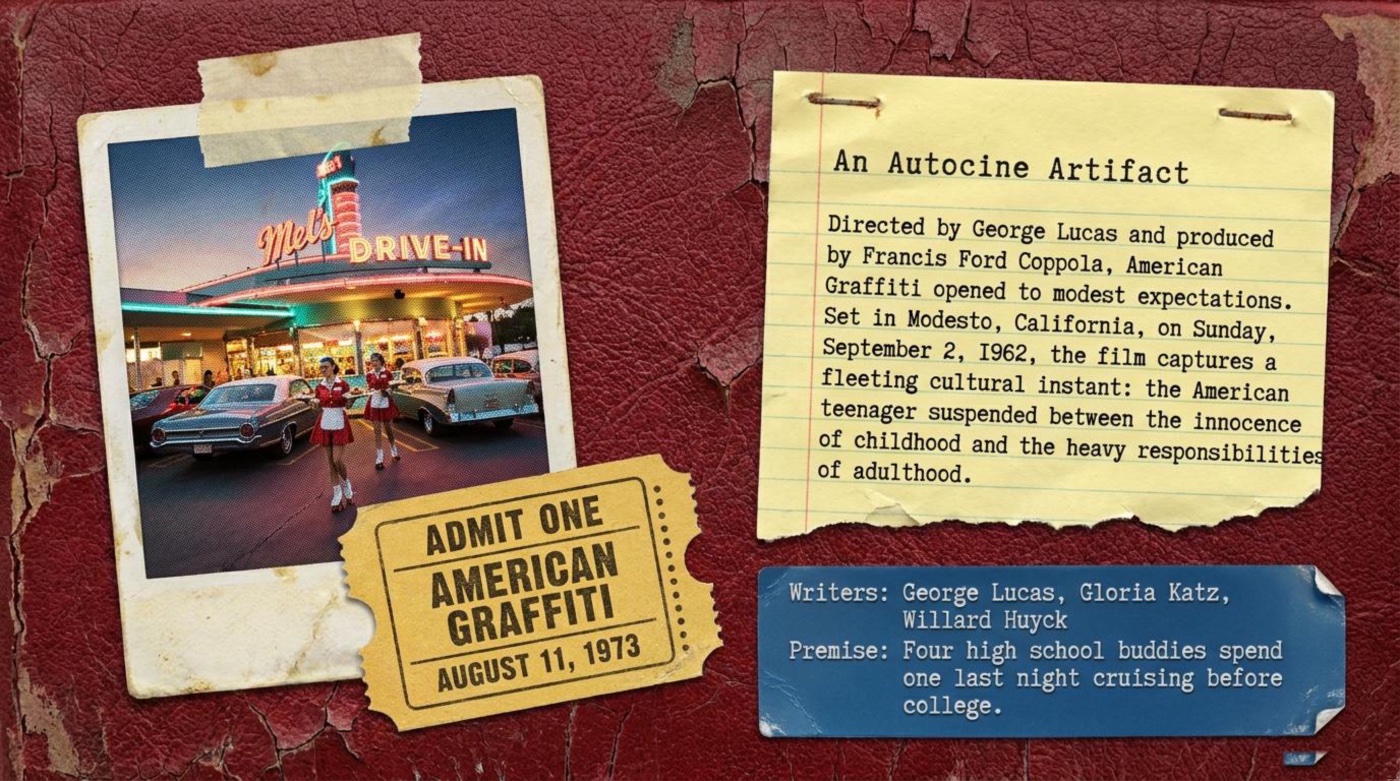 Mel's
DRIVE-IN
ADMIT ONE
AMERICAN
GRAFFITI
AUGUST 11, 1973
An Autocine Artifact
Directed by George Lucas and produced
by Francis Ford Coppola, American
Graffiti opened to modest expectations.
Set in Modesto, California, on Sunday,
September 2, 1962, the film captures a
fleeting cultural instant: the American
teenager suspended between the innocence
of childhood and the heavy responsibilities
of adulthood.
Writers: George Lucas, Gloria Katz,
Willard Huyck
Premise: Four high school buddies spend
one last night cruising before
college.